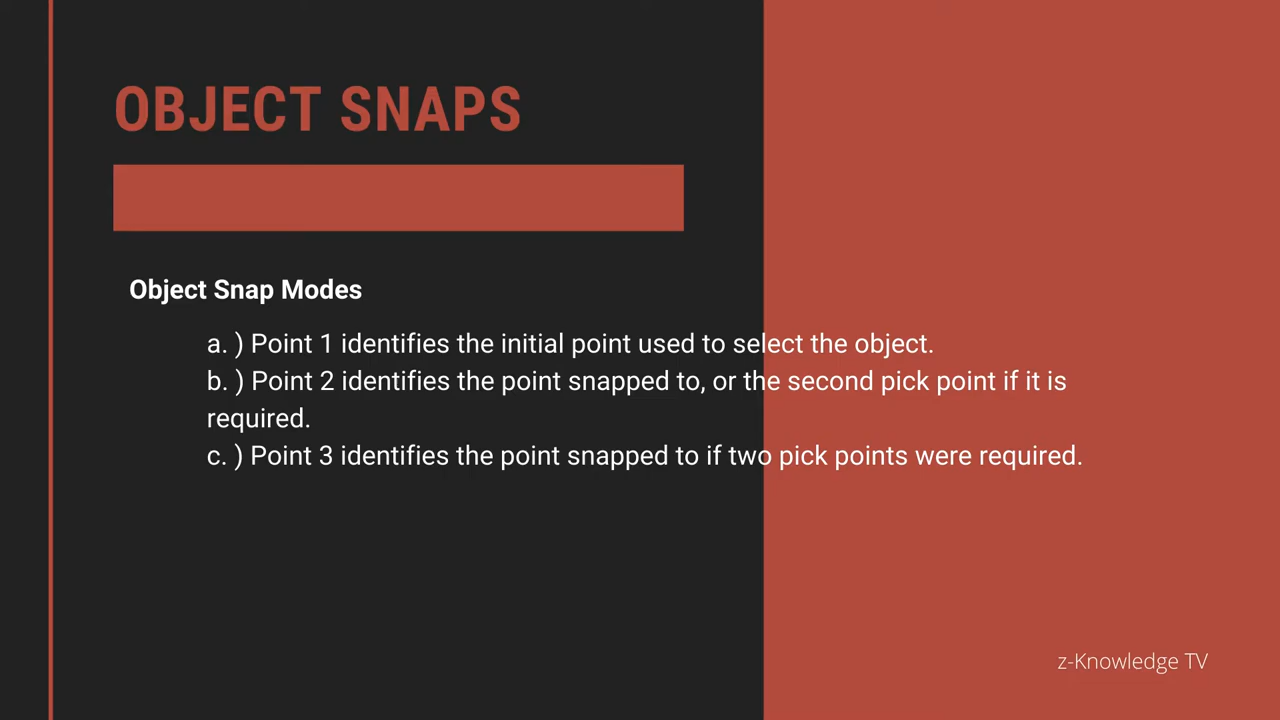 OBJECT SNAPS
Object Snap Modes
a. ) Point 1 identifies the initial point used to select the object.
b. ) Point 2 identifies the point snapped to, or the second pick point if it is
required.
c. ) Point 3 identifies the point snapped to if two pick points were required.
z-Knowledge TV